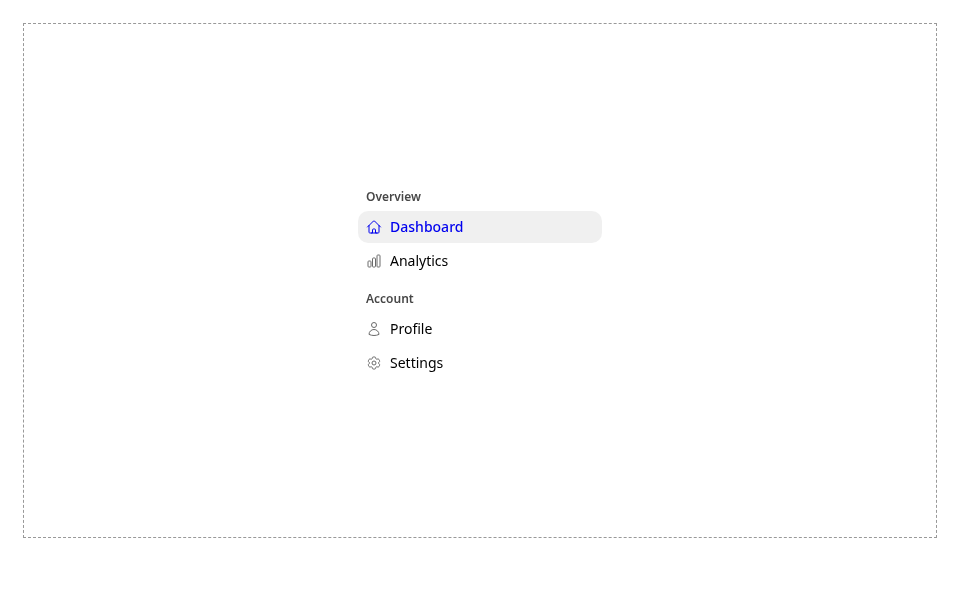 Overview
Dashboard
Analytics
Account
Profile
Settings